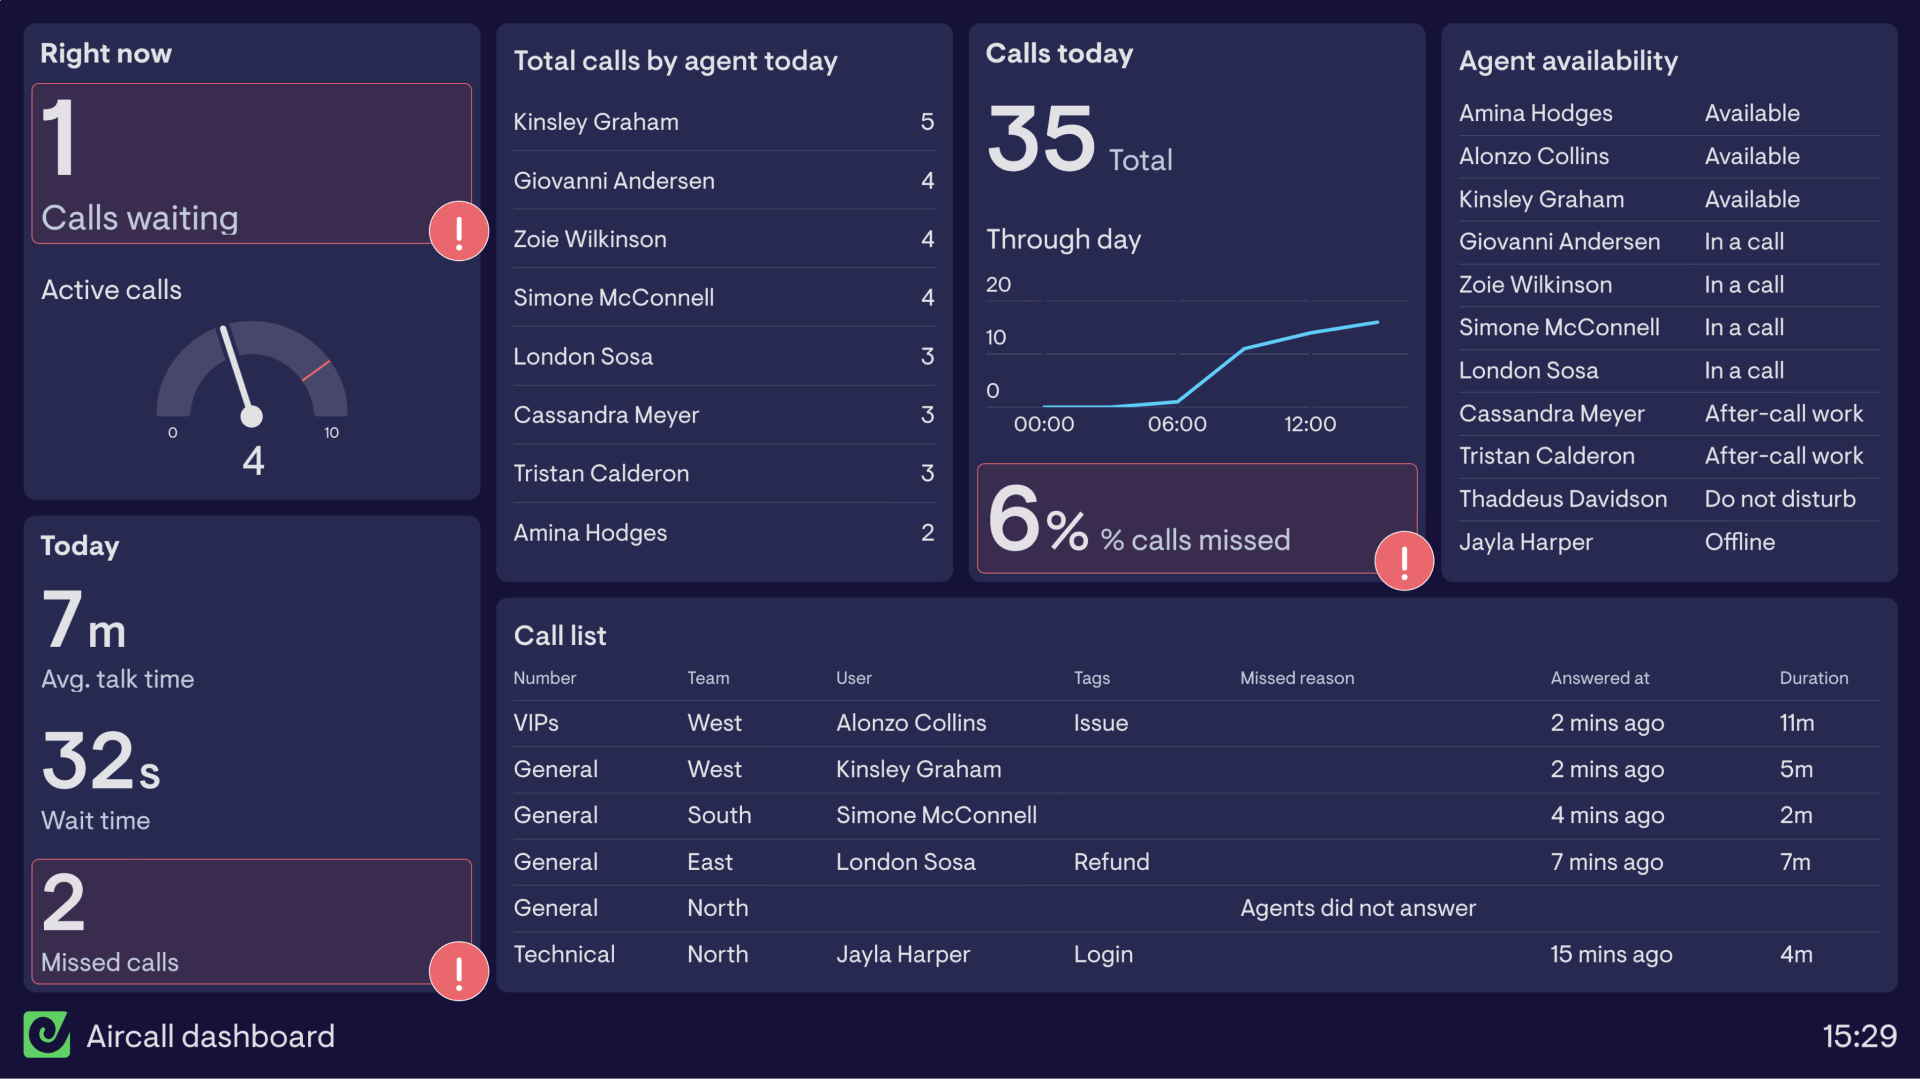 Right now
1
Calls waiting
!
Active calls
0 10
4
Total calls by agent today
Kinsley Graham 5
Giovanni Andersen 4
Zoie Wilkinson 4
Simone McConnell 4
London Sosa 3
Cassandra Meyer 3
Tristan Calderon 3
Amina Hodges 2
Calls today
35 Total
Through day
20
10
0
00:00 06:00 12:00
6% % calls missed
!
Agent availability
Amina Hodges Available
Alonzo Collins Available
Kinsley Graham Available
Giovanni Andersen In a call
Zoie Wilkinson In a call
Simone McConnell In a call
London Sosa In a call
Cassandra Meyer After-call work
Tristan Calderon After-call work
Thaddeus Davidson Do not disturb
Jayla Harper Offline
Today
7m
Avg. talk time
32s
Wait time
2
Missed calls
!
Call list
Number Team User Tags Missed reason Answered at Duration
VIPs West Alonzo Collins Issue 2 mins ago 11m
General West Kinsley Graham 2 mins ago 5m
General South Simone McConnell 4 mins ago 2m
General East London Sosa Refund 7 mins ago 7m
General North Agents did not answer
Technical North Jayla Harper Login 15 mins ago 4m
Aircall dashboard
15:29